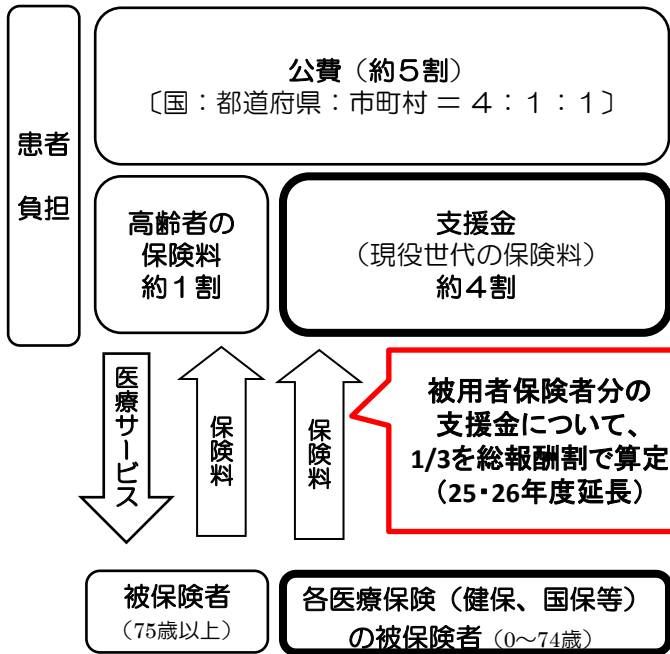 公費（約５割）
〔国：都道府県：市町村 ＝ ４：１：１〕
患者
負担
高齢者の
保険料
約１割
支援金
（現役世代の保険料）
約４割
医療サービス
保険料
保険料
被用者保険者分の
支援金について、
1/3を総報酬割で算定
（25・26年度延長）
被保険者
（75歳以上）
各医療保険（健保、国保等）
の被保険者（0～74歳）